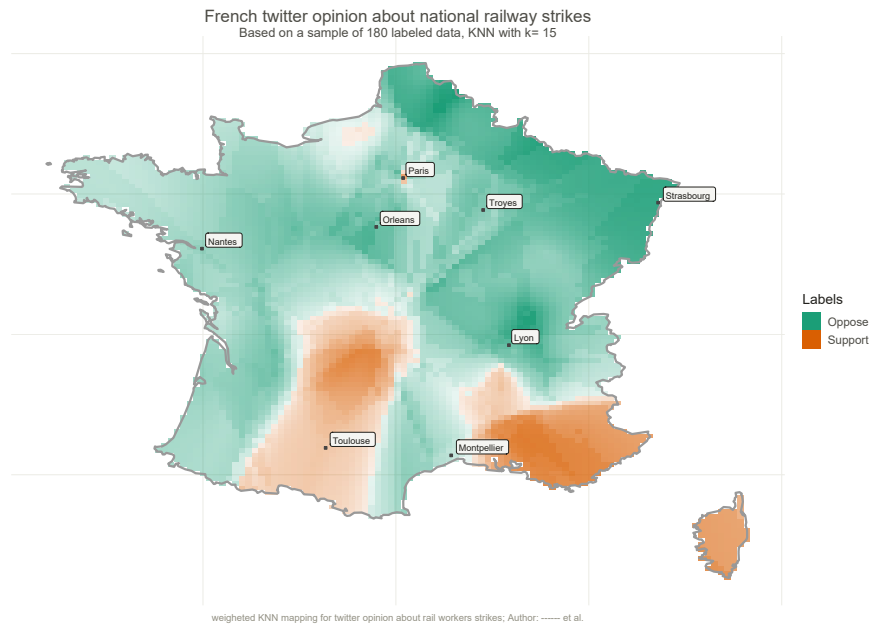 French twitter opinion about national railway strikes
Based on a sample of 180 labeled data, KNN with k= 15
Paris
Strasbourg
Troyes
Orleans
Nantes
Labels
Oppose
Support
Lyon
Toulouse
Montpellier
weigheted KNN mapping for twitter opinion about rail workers strikes; Author: ------ et al.